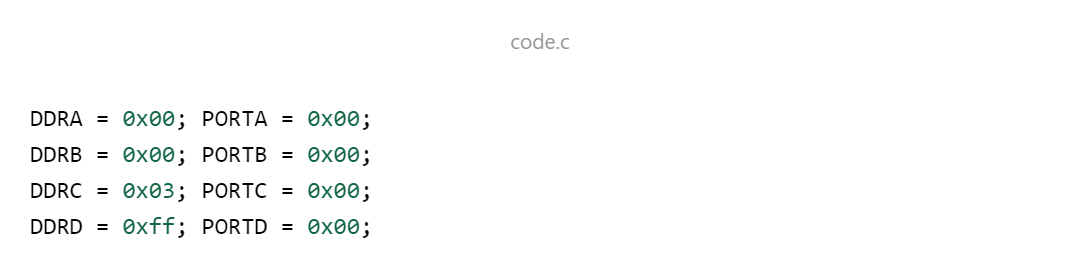 code.c
DDRA = 0x00; PORTA = 0x00;
DDRB = 0x00; PORTB = 0x00;
DDRC = 0x03; PORTC = 0x00;
DDRD = 0xff; PORTD = 0x00;